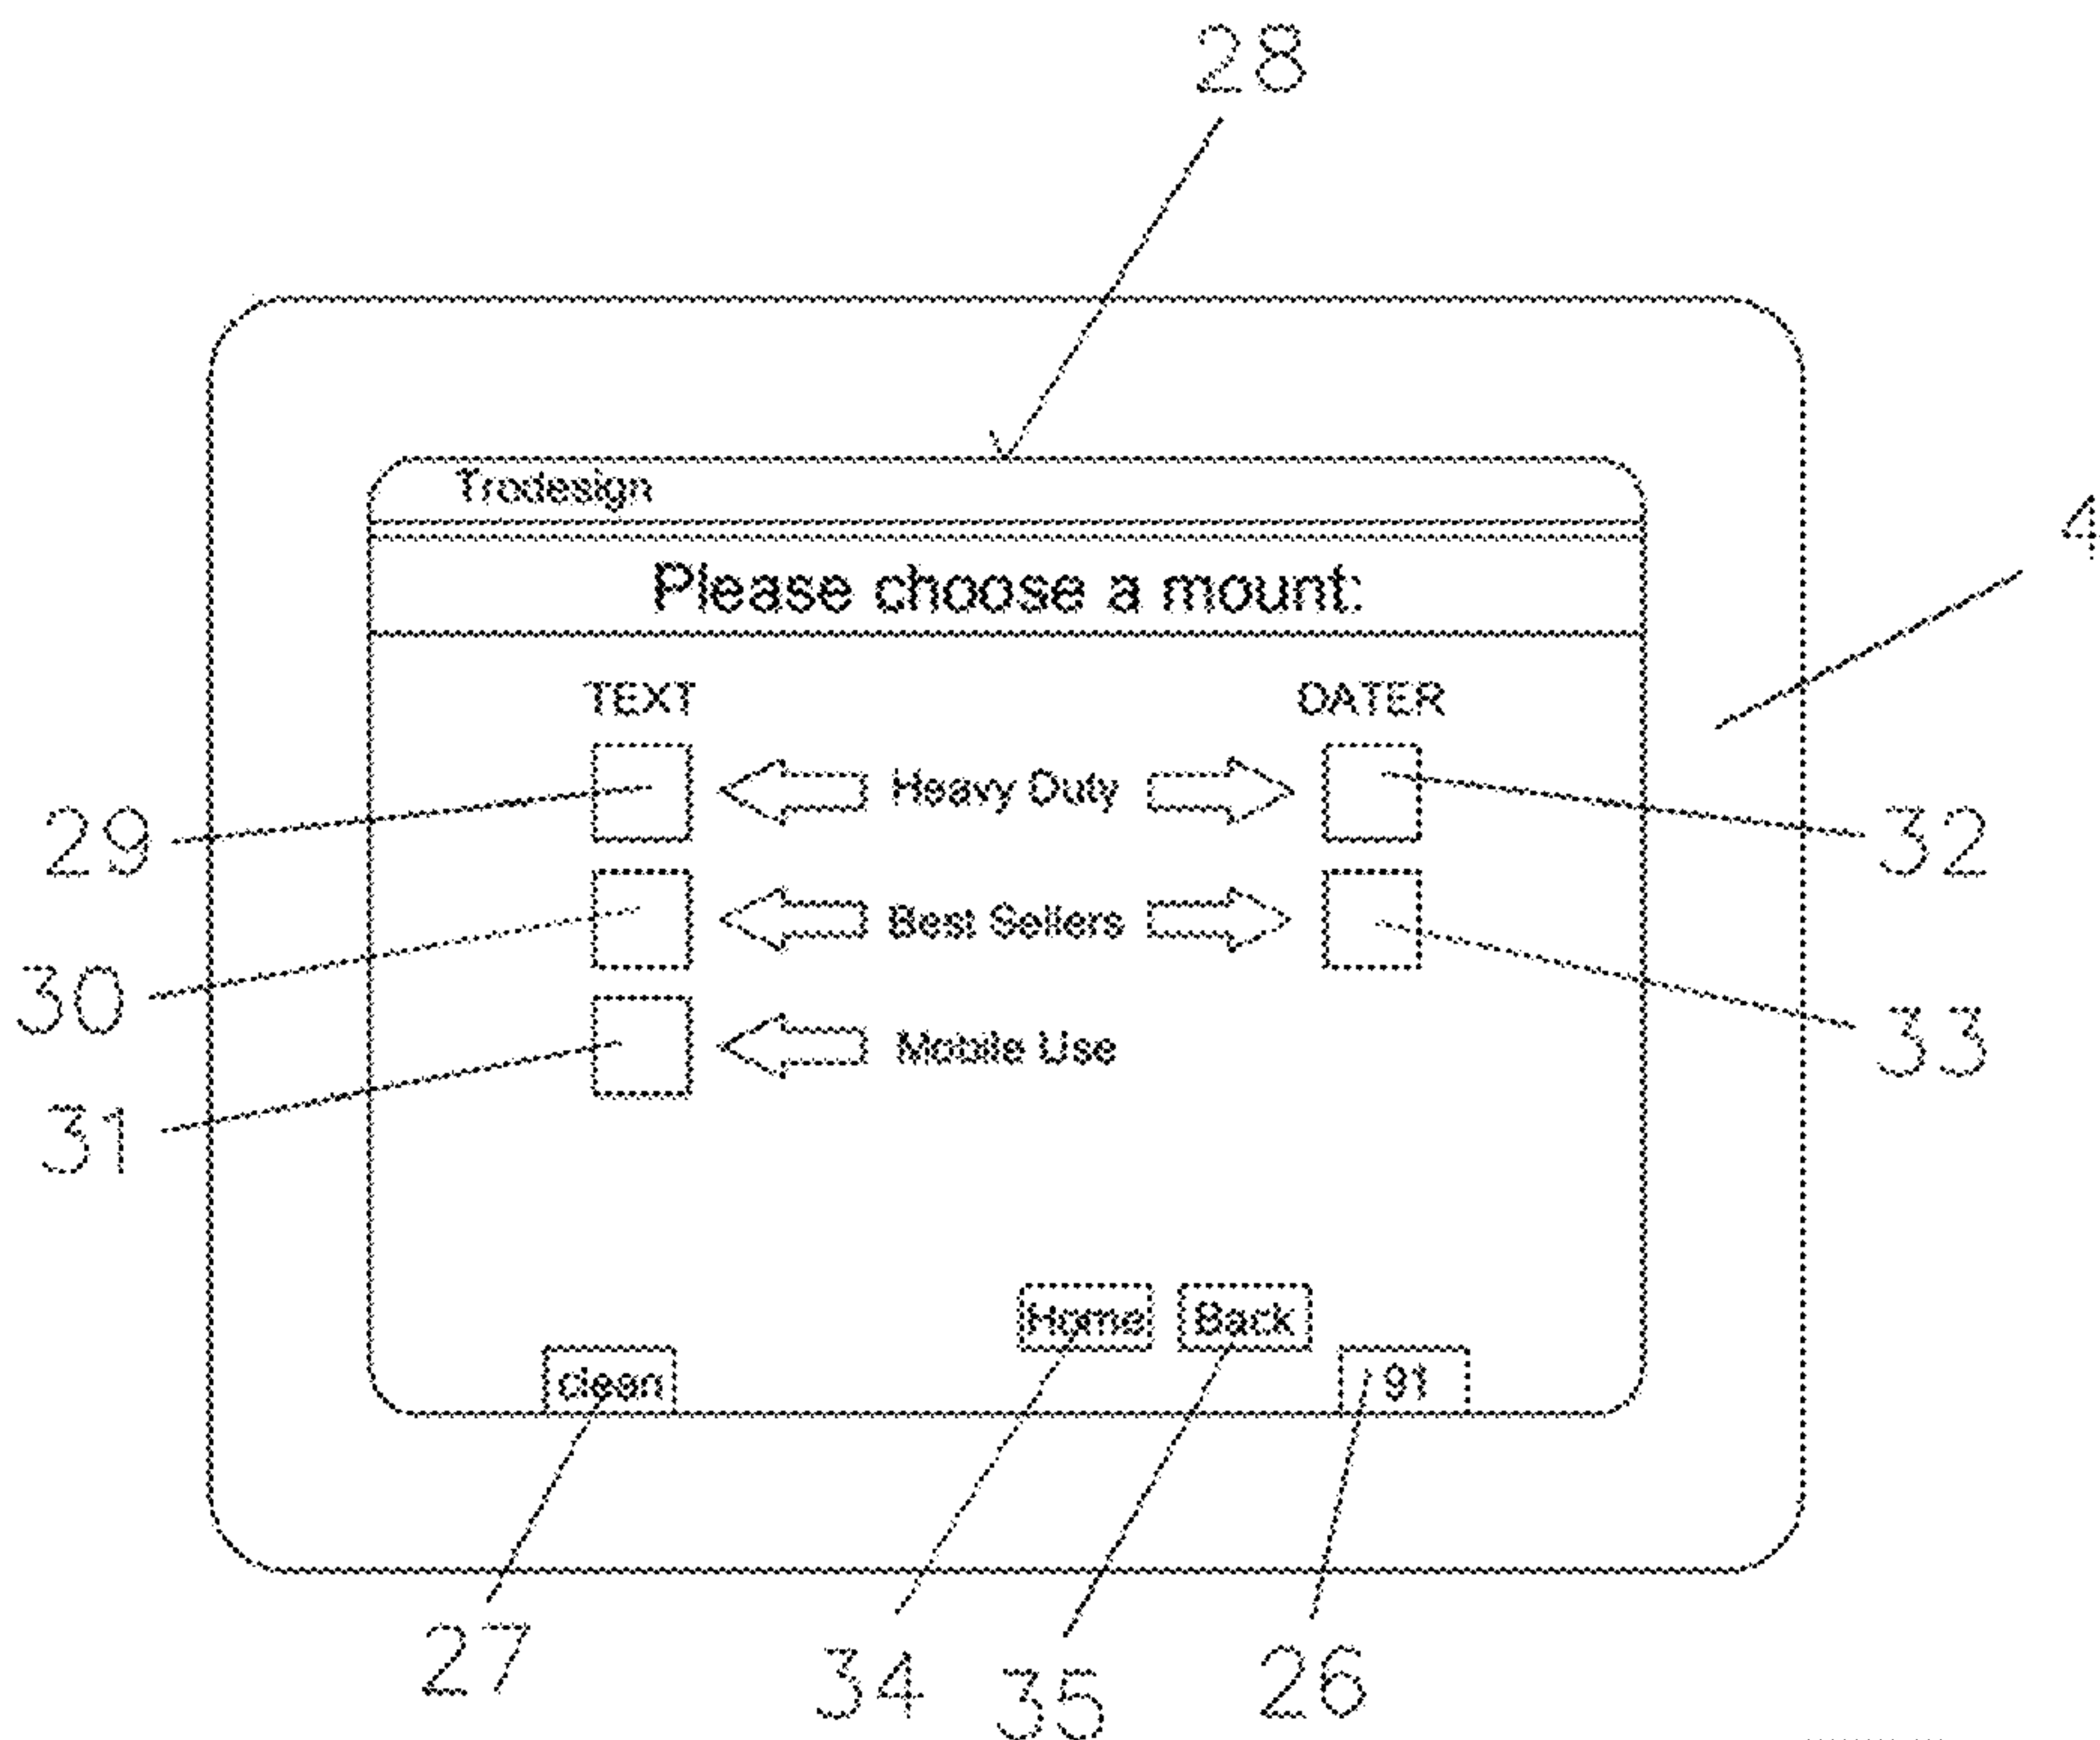 28
Trodesign
4
Please choose a mount:
TEXT DATER
29 Heavy Duty 32
30 Best Sellers 33
31 Mobile Use
Home Back
clean 91
27 34 35 26